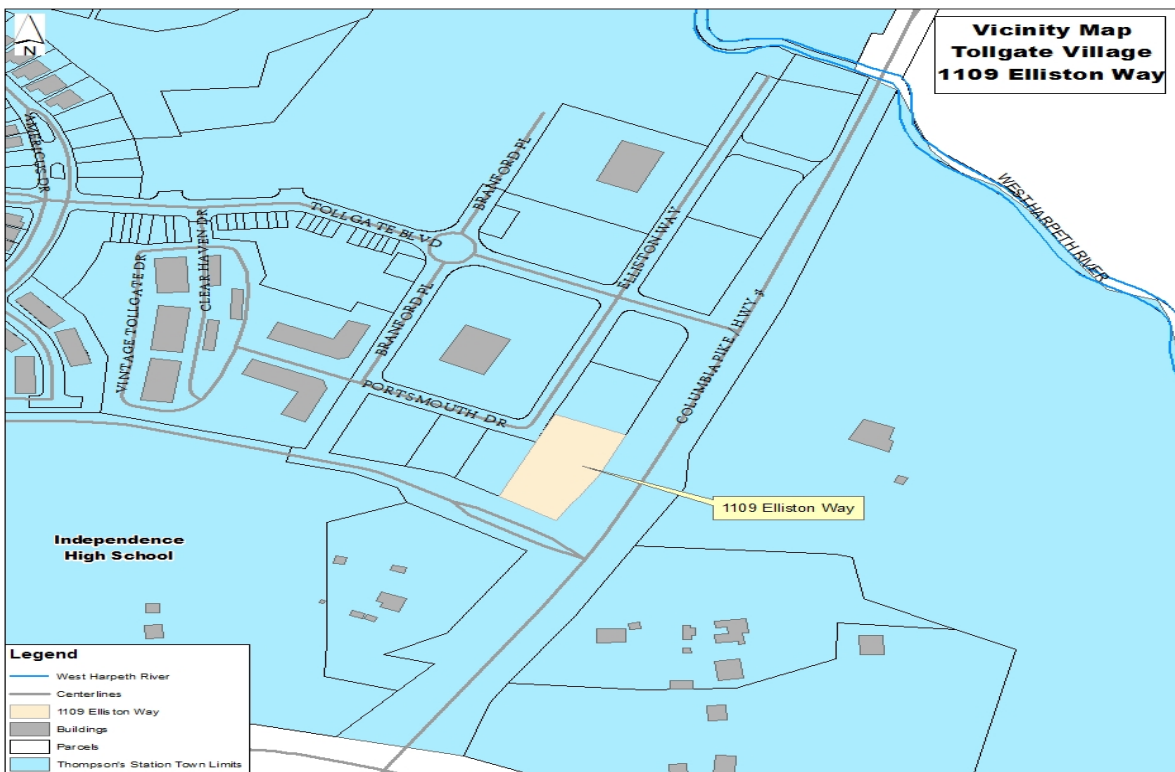 N
Vicinity Map
Tollgate Village
1109 Elliston Way
AMERICUS DR
BRANFORD PL
TOLLGATE BLVD
CLEAR HAVEN DR
VINTAGE TOLLGATE DR
ELLISTON WAY
WEST HARPETH RIVER
BRANFORD PL
COLUMBIA PIKE / HWY
PORTSMOUTH DR
1109 Elliston Way
Independence
High School
Legend
West Harpeth River
Centerlines
1109 Elliston Way
Buildings
Parcels
Thompson's Station Town Limits